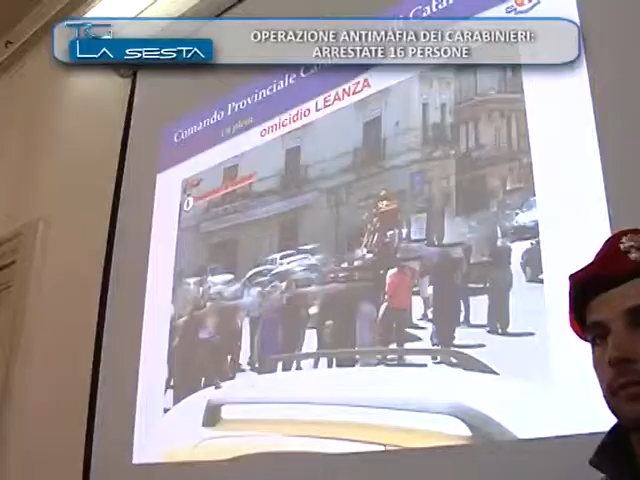 TG
LA SESTA
OPERAZIONE ANTIMAFIA DEI CARABINIERI:
ARRESTATE 16 PERSONE
Comando Provinciale
omicidio LEANZA